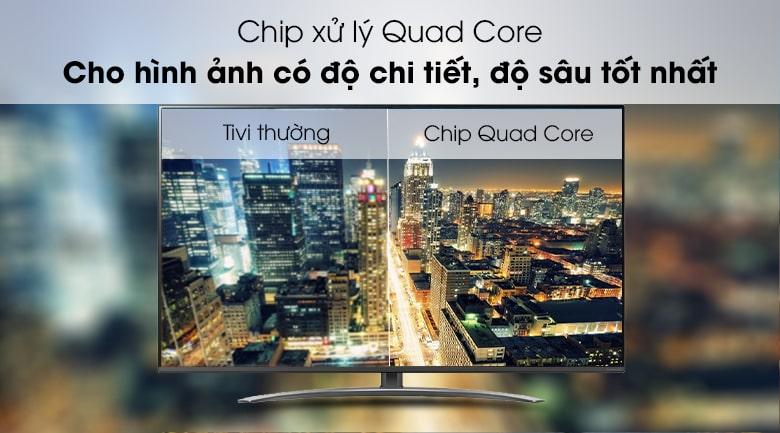 Chip xử lý Quad Core
Cho hình ảnh có độ chi tiết, độ sâu tốt nhất
Tivi thường
Chip Quad Core